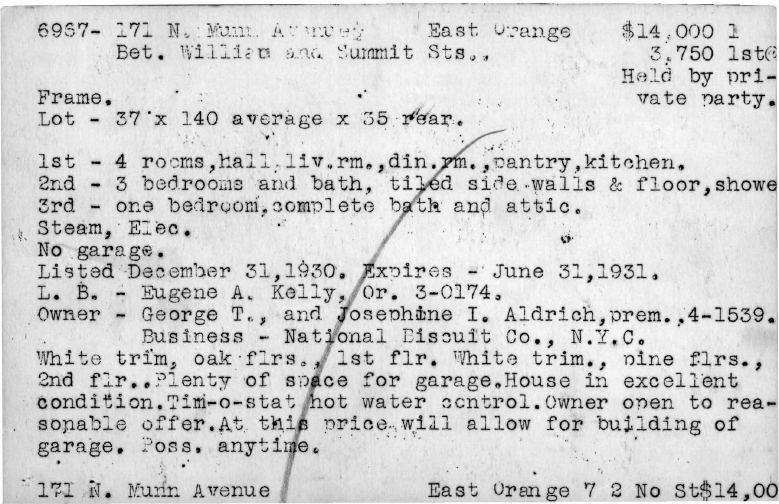 6967- 171 N. Munn Avenue East Orange $14,000 1
Bet. William and Summit Sts., 3,750 1st@
Held by pri-
Frame. vate party.
Lot - 37 x 140 average x 35 rear.
1st - 4 rooms,hall,liv.rm.,din.rm.,pantry,kitchen.
2nd - 3 bedrooms and bath, tiled side walls & floor,showe
3rd - one bedroom,complete bath and attic.
Steam, Elec.
No garage.
Listed December 31,1930. Expires - June 31,1931.
L. B. - Eugene A. Kelly, Or. 3-0174.
Owner - George T., and Josephine I. Aldrich,prem.,4-1539.
Business - National Biscuit Co., N.Y.C.
White trim, oak flrs., 1st flr. White trim., pine flrs.,
2nd flr..Plenty of space for garage.House in excellent
condition.Tim-o-stat hot water control.Owner open to rea-
sonable offer.At this price will allow for building of
garage. Poss. anytime.
171 N. Munn Avenue East Orange 7 2 No St$14,00